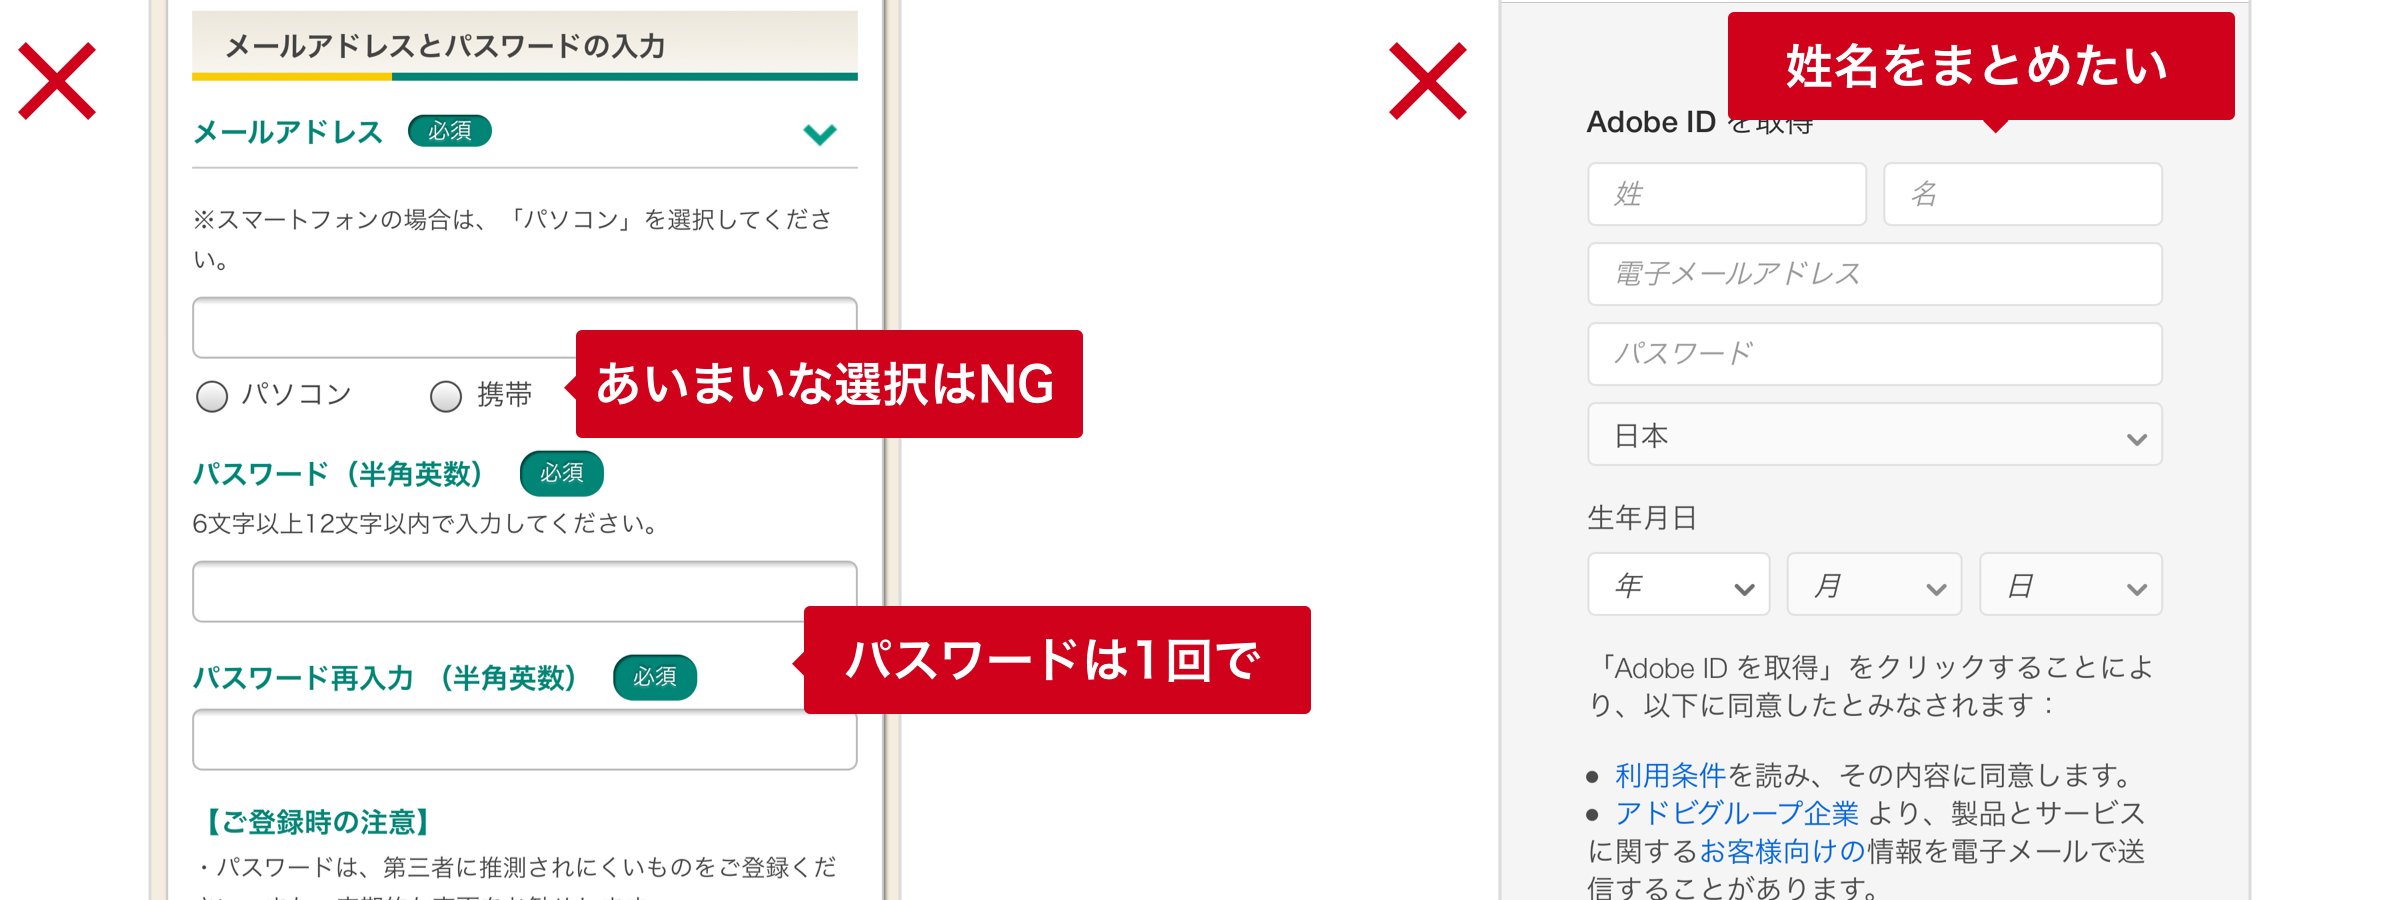 メールアドレスとパスワードの入力
メールアドレス 必須
※スマートフォンの場合は、「パソコン」を選択してくださ
い。
パソコン 携帯
あいまいな選択はNG
パスワード（半角英数） 必須
6文字以上12文字以内で入力してください。
パスワード再入力 （半角英数） 必須
パスワードは1回で
【ご登録時の注意】
・パスワードは、第三者に推測されにくいものをご登録くだ
姓名をまとめたい
Adobe ID を取得
姓 名
電子メールアドレス
パスワード
日本
生年月日
年 月 日
「Adobe ID を取得」をクリックすることによ
り、以下に同意したとみなされます：
● 利用条件を読み、その内容に同意します。
● アドビグループ企業 より、製品とサービス
に関するお客様向けの情報を電子メールで送
信することがあります。